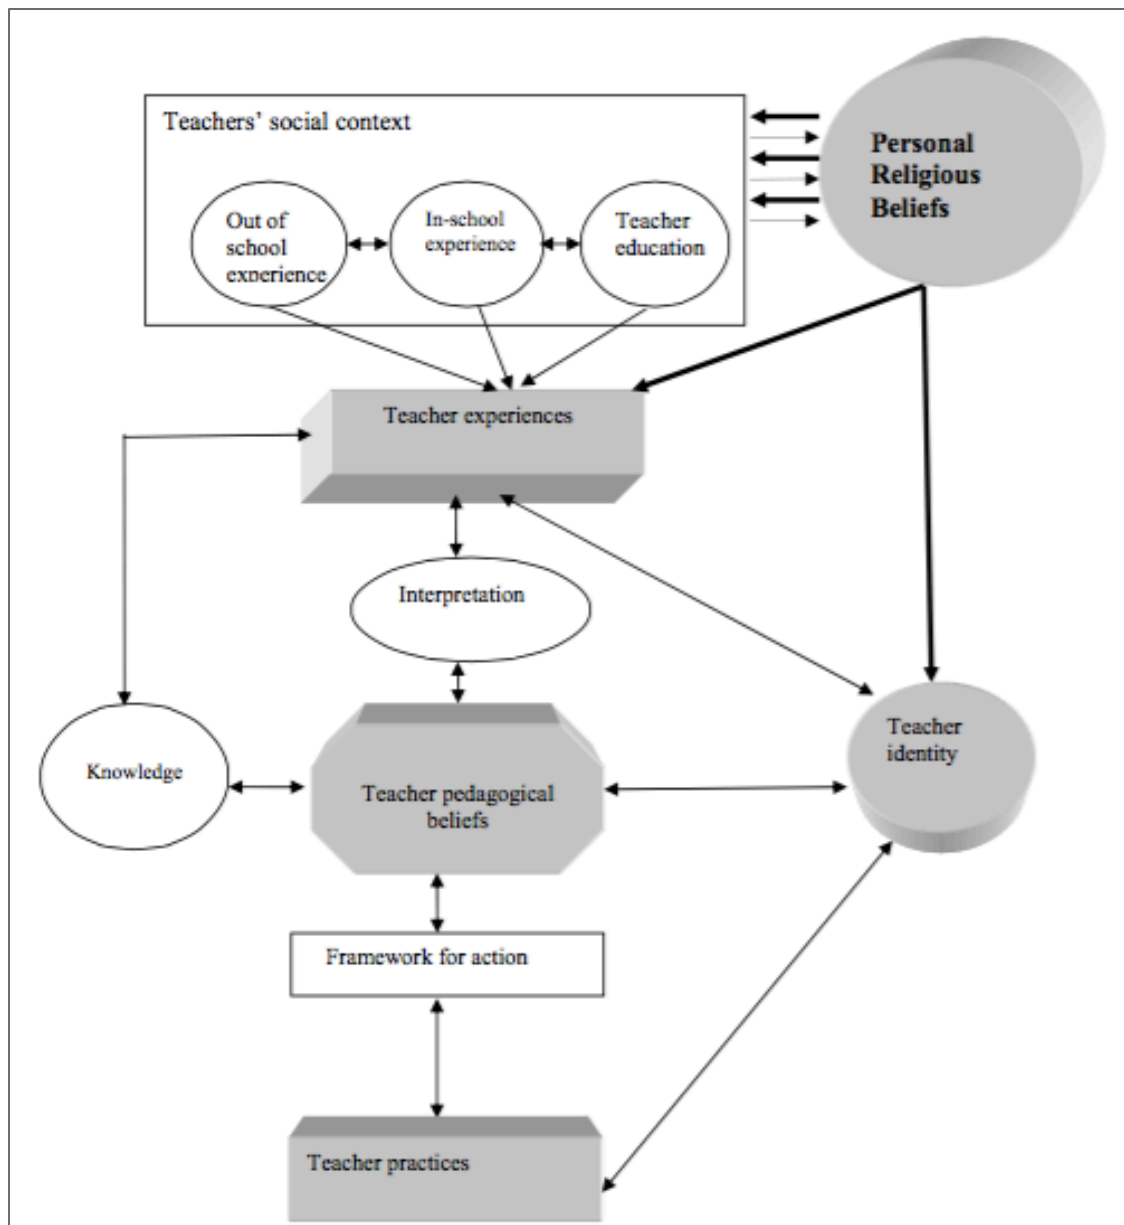 Teachers’ social context
Personal
Religious
Beliefs
Out of
school
experience
In-school
experience
Teacher
education
Teacher experiences
Interpretation
Teacher
identity
Knowledge
Teacher pedagogical
beliefs
Framework for action
Teacher practices